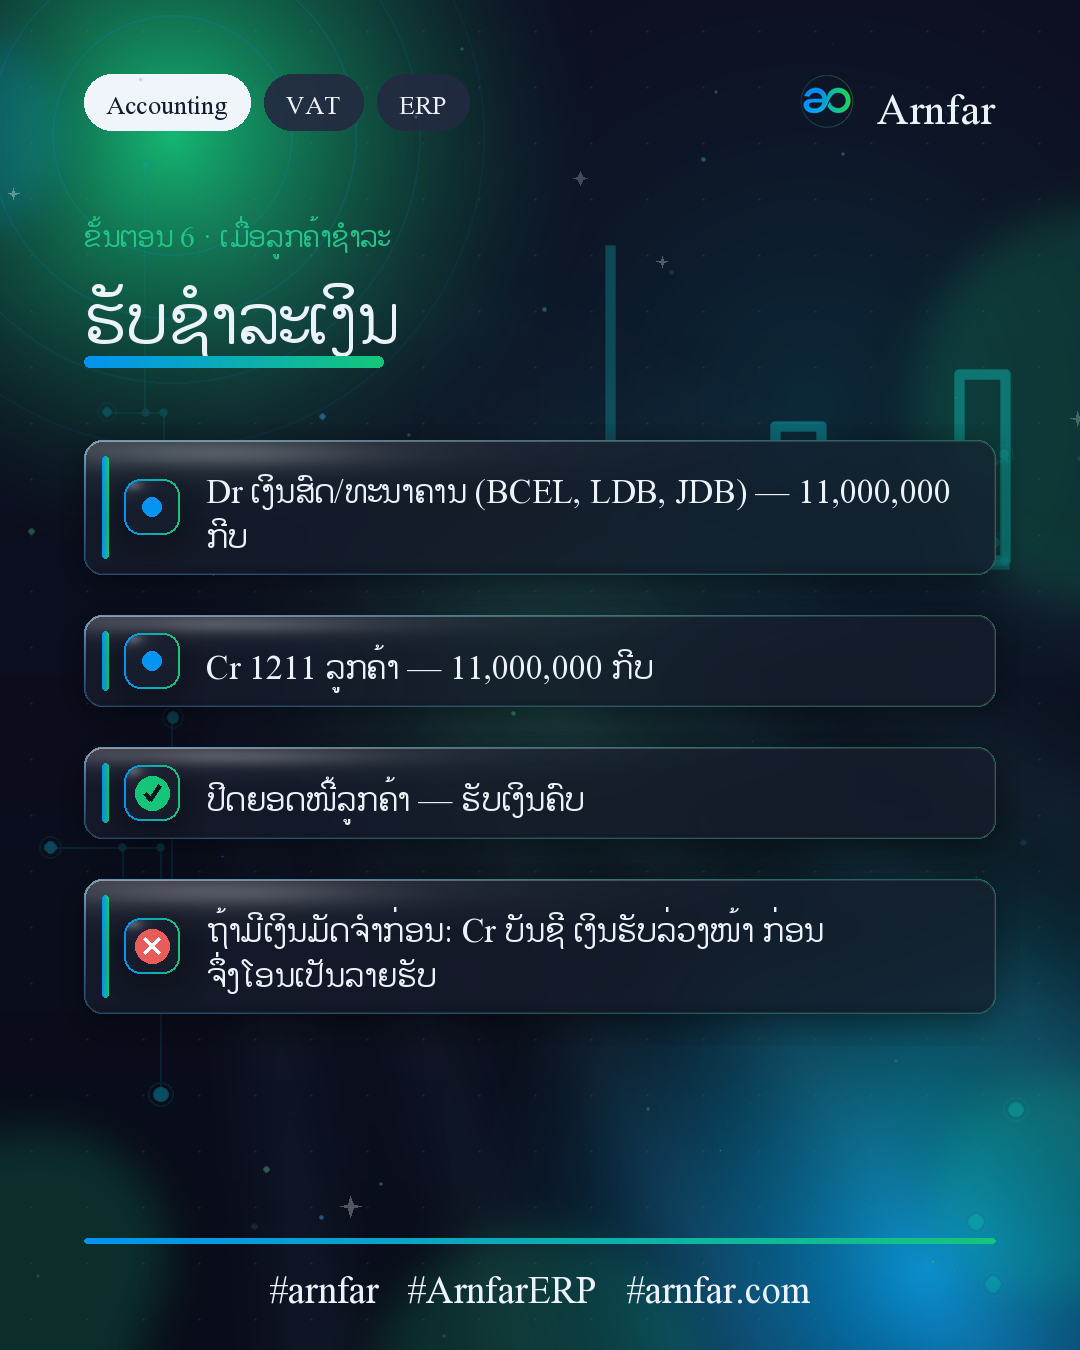 Accounting VAT ERP
Arnfar
ຂັ້ນຕອນ 6 · ເມື່ອລູກຄ້າຊຳລະ
ຮັບຊຳລະເງິນ
Dr ເງິນສົດ/ທະນາຄານ (BCEL, LDB, JDB) — 11,000,000
ກີບ
Cr 1211 ລູກຄ້າ — 11,000,000 ກີບ
ປິດຍອດໜີ້ລູກຄ້າ — ຮັບເງິນຄົບ
ຖ້າມີເງິນມັດຈຳກ່ອນ: Cr ບັນຊີ ເງິນຮັບລ່ວງໜ້າ ກ່ອນ
ຈຶ່ງໂອນເປັນລາຍຮັບ
#arnfar #ArnfarERP #arnfar.com